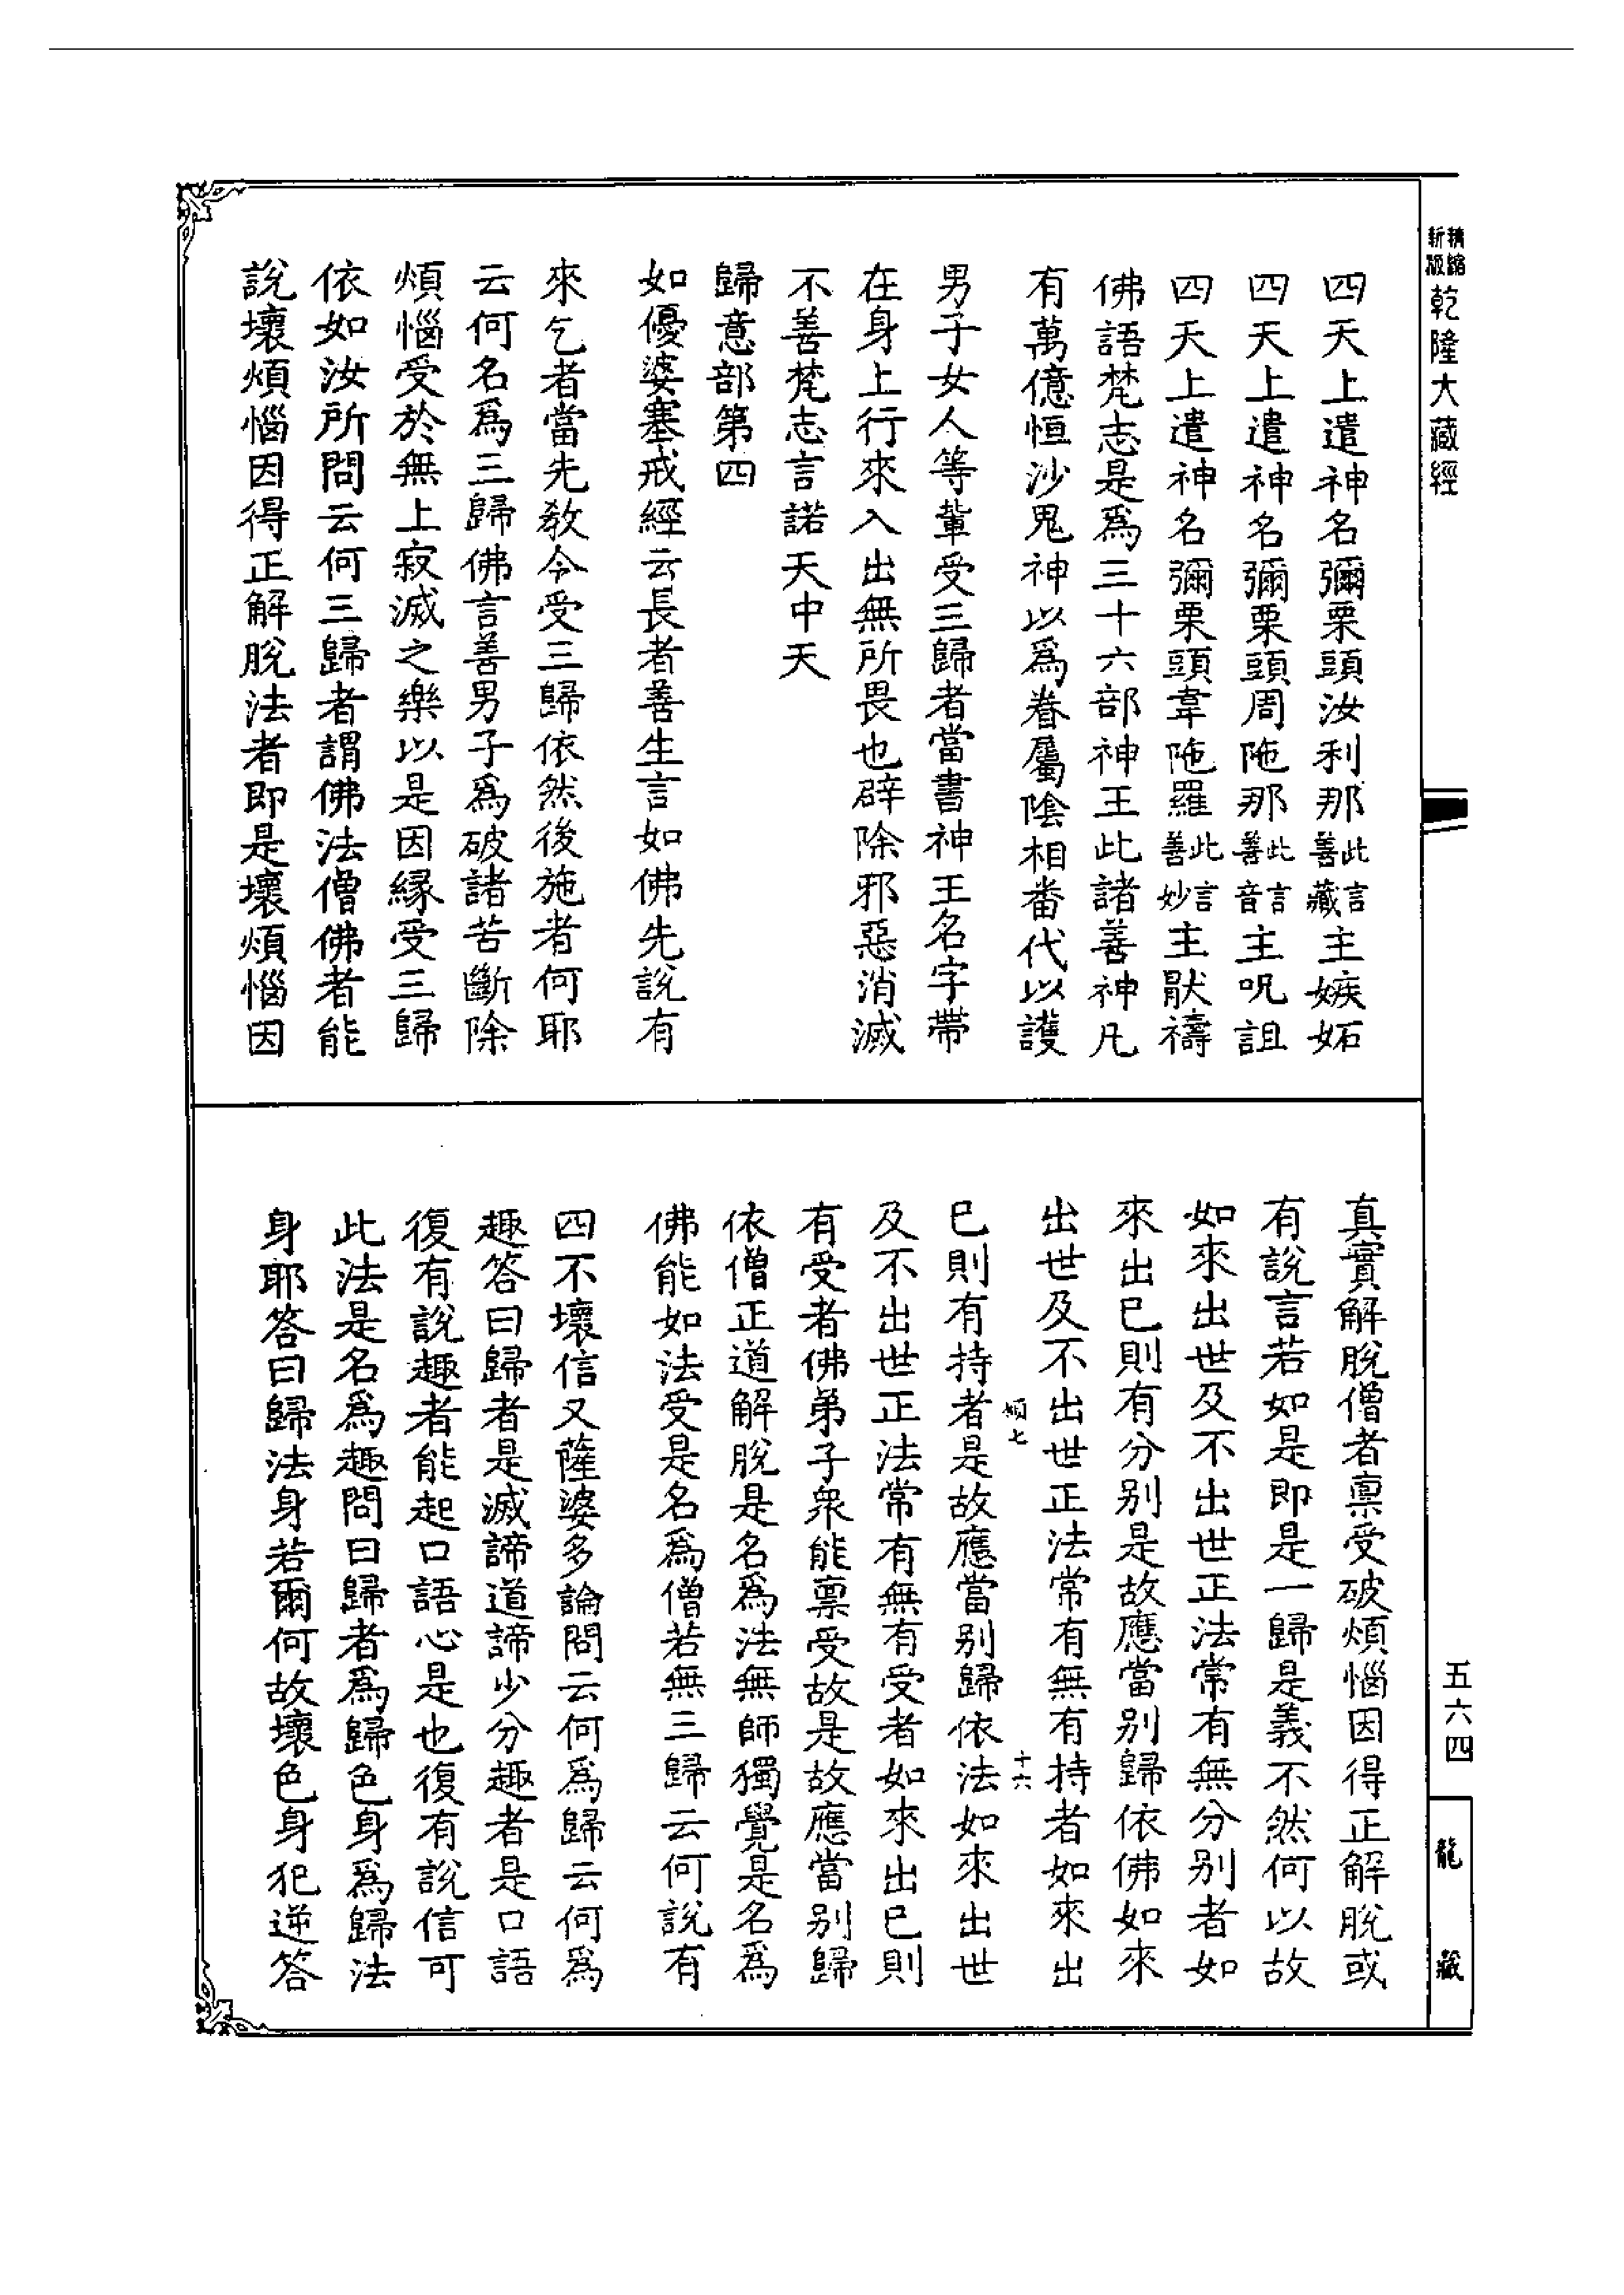 新縮精版乾隆大藏經
四天上遣神名彌栗頭汝利那此言善藏主嫉妬
四天上遣神名彌栗頭周陁那此言善音主呪詛
四天上遣神名彌栗頭韋陁羅此言善妙主猒禱
佛語梵志是爲三十六部神王此諸善神凡
有萬億恒沙鬼神以爲眷屬陰相番代以護
男子女人等輩受三歸者當書神王名字帶
在身上行來入出無所畏也辟除邪惡消滅
不善梵志言諾天中天
歸意部第四
如優婆塞戒經云長者善生言如佛先說有
來乞者當先敎令受三歸依然後施者何耶
云何名爲三歸佛言善男子爲破諸苦斷除
煩惱受於無上寂滅之樂以是因緣受三歸
依如汝所問云何三歸者謂佛法僧佛者能
說壞煩惱因得正解脫法者即是壞煩惱因
真實解脫僧者禀受破煩惱因得正解脫或
有說言若如是即是一歸是義不然何以故
如來出世及不出世正法常有無分别者如
來出已則有分别是故應當别歸依佛如來
出世及不出世正法常有無有持者如來出
已則有持者是故應當别歸依法如來出世
及不出世正法常有無有受者如來出已則
有受者佛弟子衆能禀受故是故應當别歸
依僧正道解脫是名爲法無師獨覺是名爲
佛能如法受是名爲僧若無三歸云何說有
四不壞信又薩婆多論問云何爲歸云何爲
趣答曰歸者是滅諦道諦少分趣者是口語
復有說趣者能起口語心是也復有說信可
此法是名爲趣問曰歸者爲歸色身爲歸法
身耶答曰歸法身若爾何故壞色身犯逆答
十六
五六四
龍藏